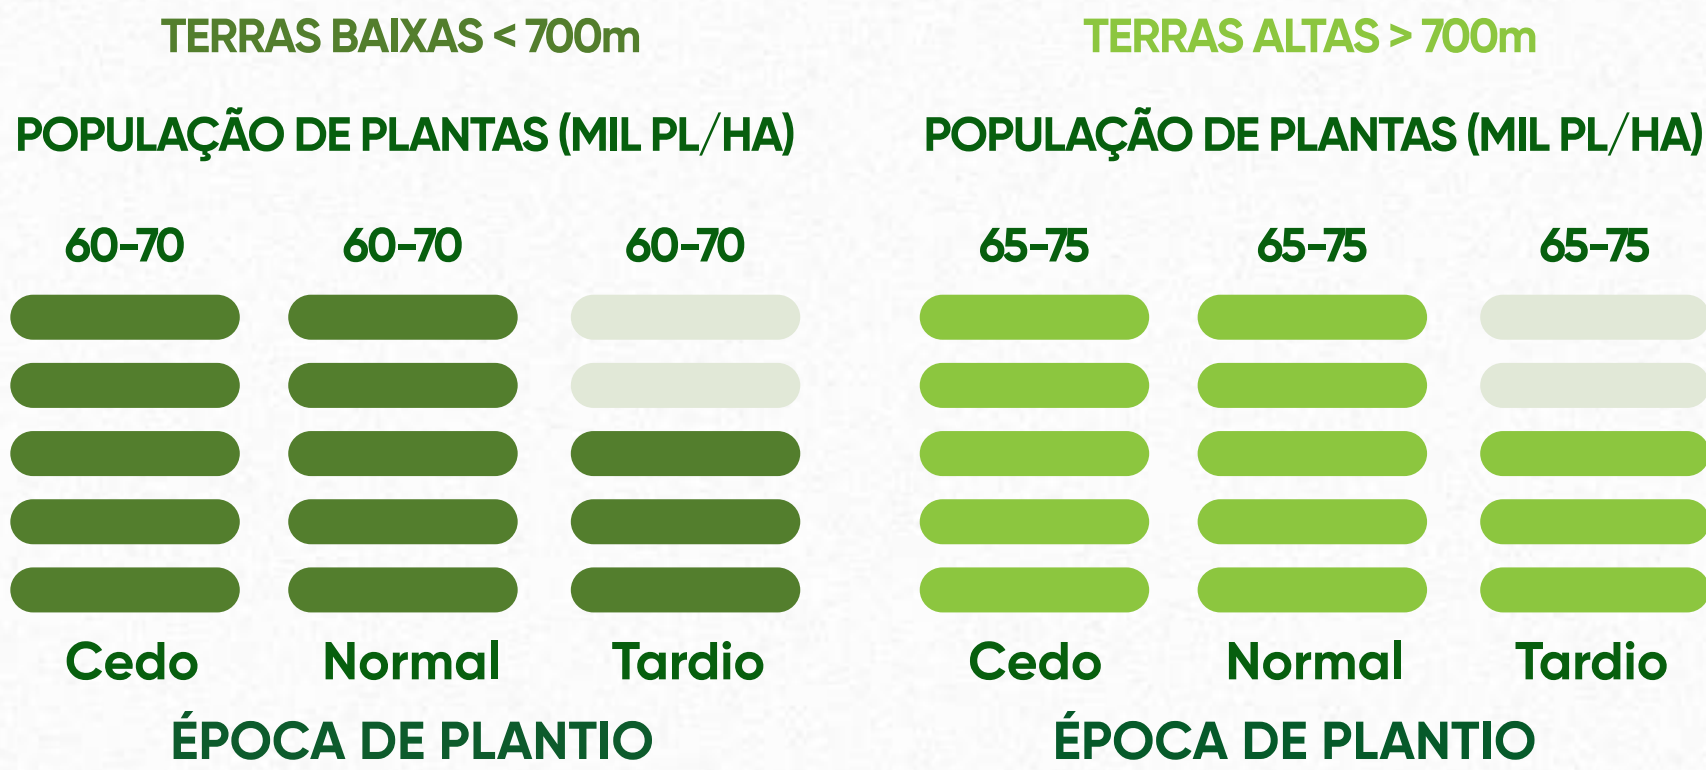 TERRAS BAIXAS < 700m
POPULAÇÃO DE PLANTAS (MIL PL/HA)
60-70 60-70 60-70
Cedo Normal Tardio
ÉPOCA DE PLANTIO
TERRAS ALTAS > 700m
POPULAÇÃO DE PLANTAS (MIL PL/HA)
65-75 65-75 65-75
Cedo Normal Tardio
ÉPOCA DE PLANTIO